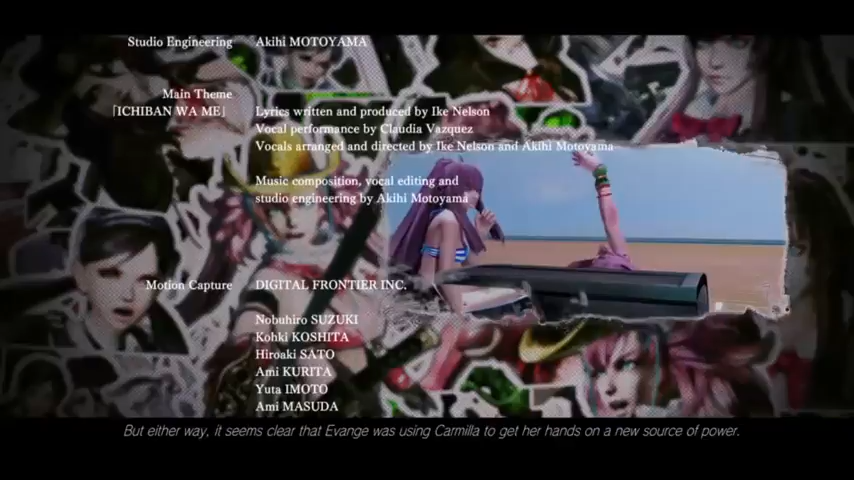 Studio Engineering Akihi MOTOYAMA
Main Theme
「ICHIBAN WA ME」 Lyrics written and produced by Ike Nelson
Vocal performance by Claudia Vazquez
Vocals arranged and directed by Ike Nelson and Akihi Motoyama
Music composition, vocal editing and
studio engineering by Akihi Motoyama
Motion Capture DIGITAL FRONTIER INC.
Nobuhiro SUZUKI
Kohki KOSHITA
Hiroaki SATO
Ami KURITA
Yuta IMOTO
Ami MASUDA
But either way, it seems clear that Evange was using Carmilla to get her hands on a new source of power.